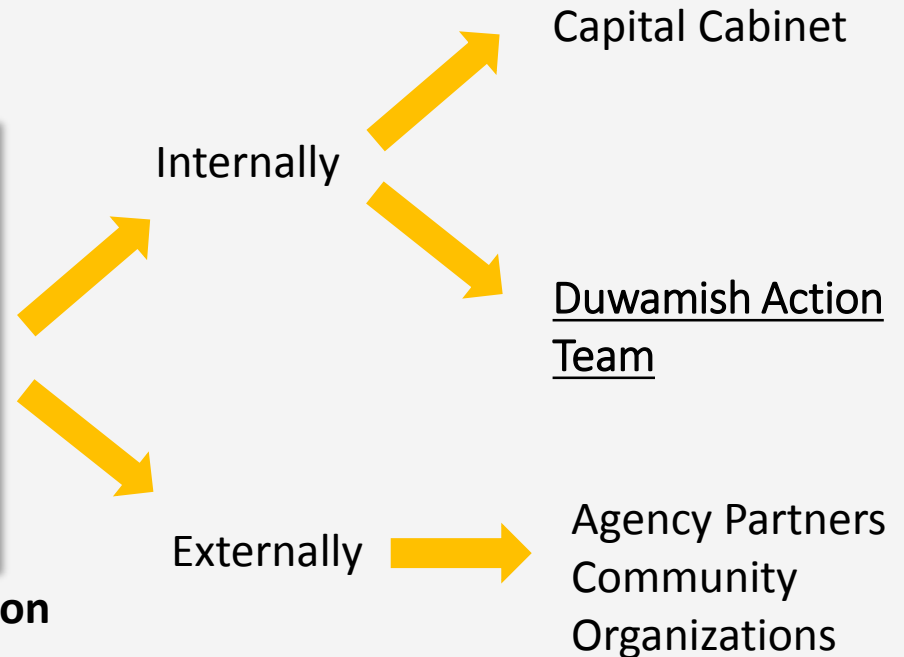 Capital Cabinet
Internally
Duwamish Action
Team
Externally
Agency Partners
Community
Organizations
on